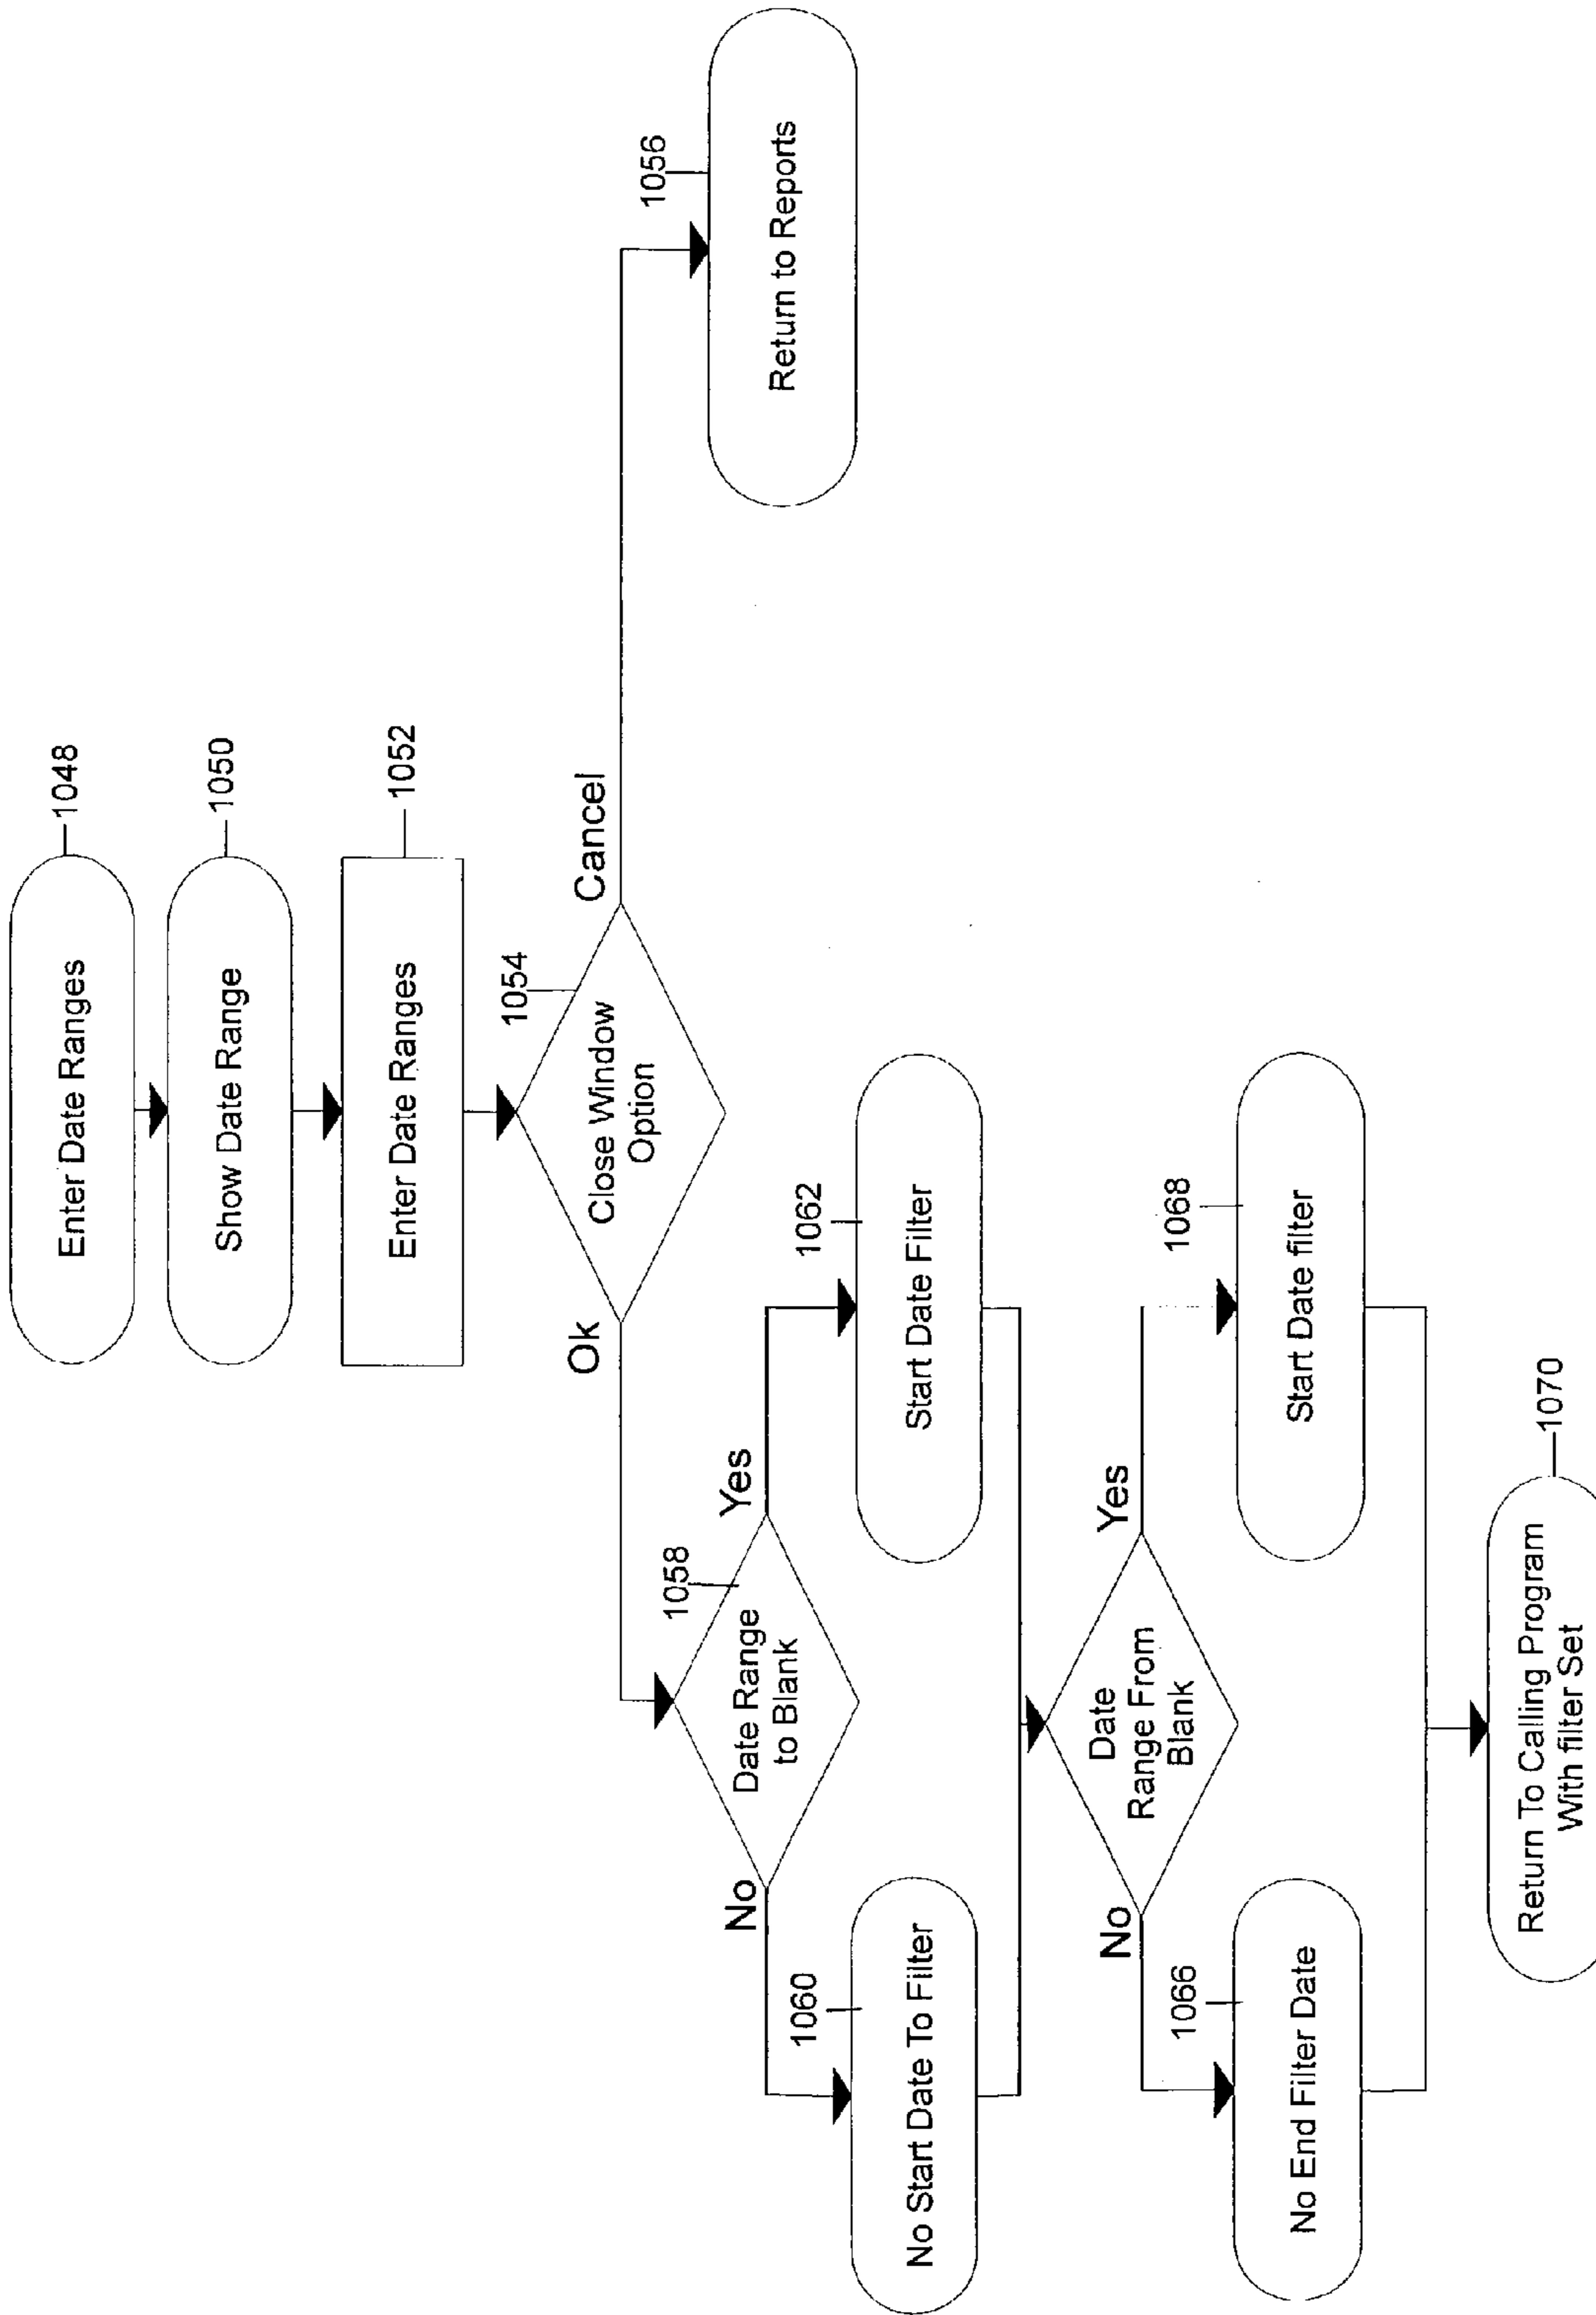 Enter Date Ranges
1048
Show Date Range
1050
Enter Date Ranges
1052
1054
Close Window
Option
Ok
Cancel
1056
Return to Reports
1058
Date Range
to Blank
No
Yes
1060
No Start Date To Filter
1062
Start Date Filter
Date
Range From
Blank
No
Yes
1066
No End Filter Date
1068
Start Date filter
Return To Calling Program
With filter Set
1070